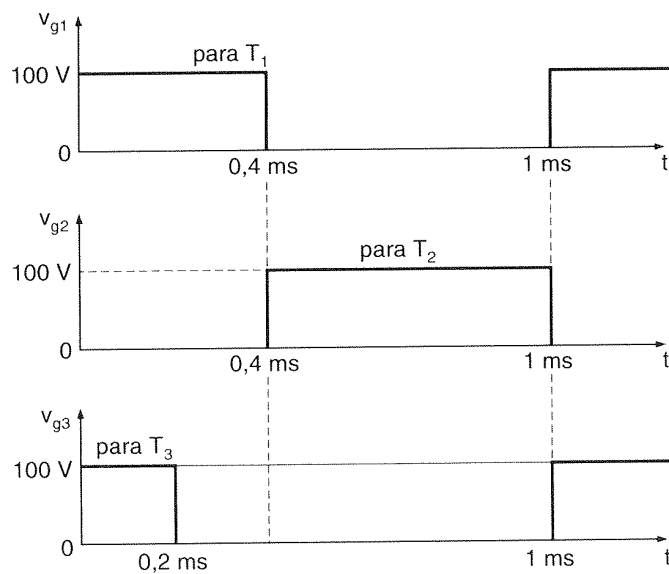 v_g1
para T_1
100 V
0
0,4 ms
1 ms
t
v_g2
para T_2
100 V
0
0,4 ms
1 ms
t
v_g3
para T_3
100 V
0
0,2 ms
1 ms
t